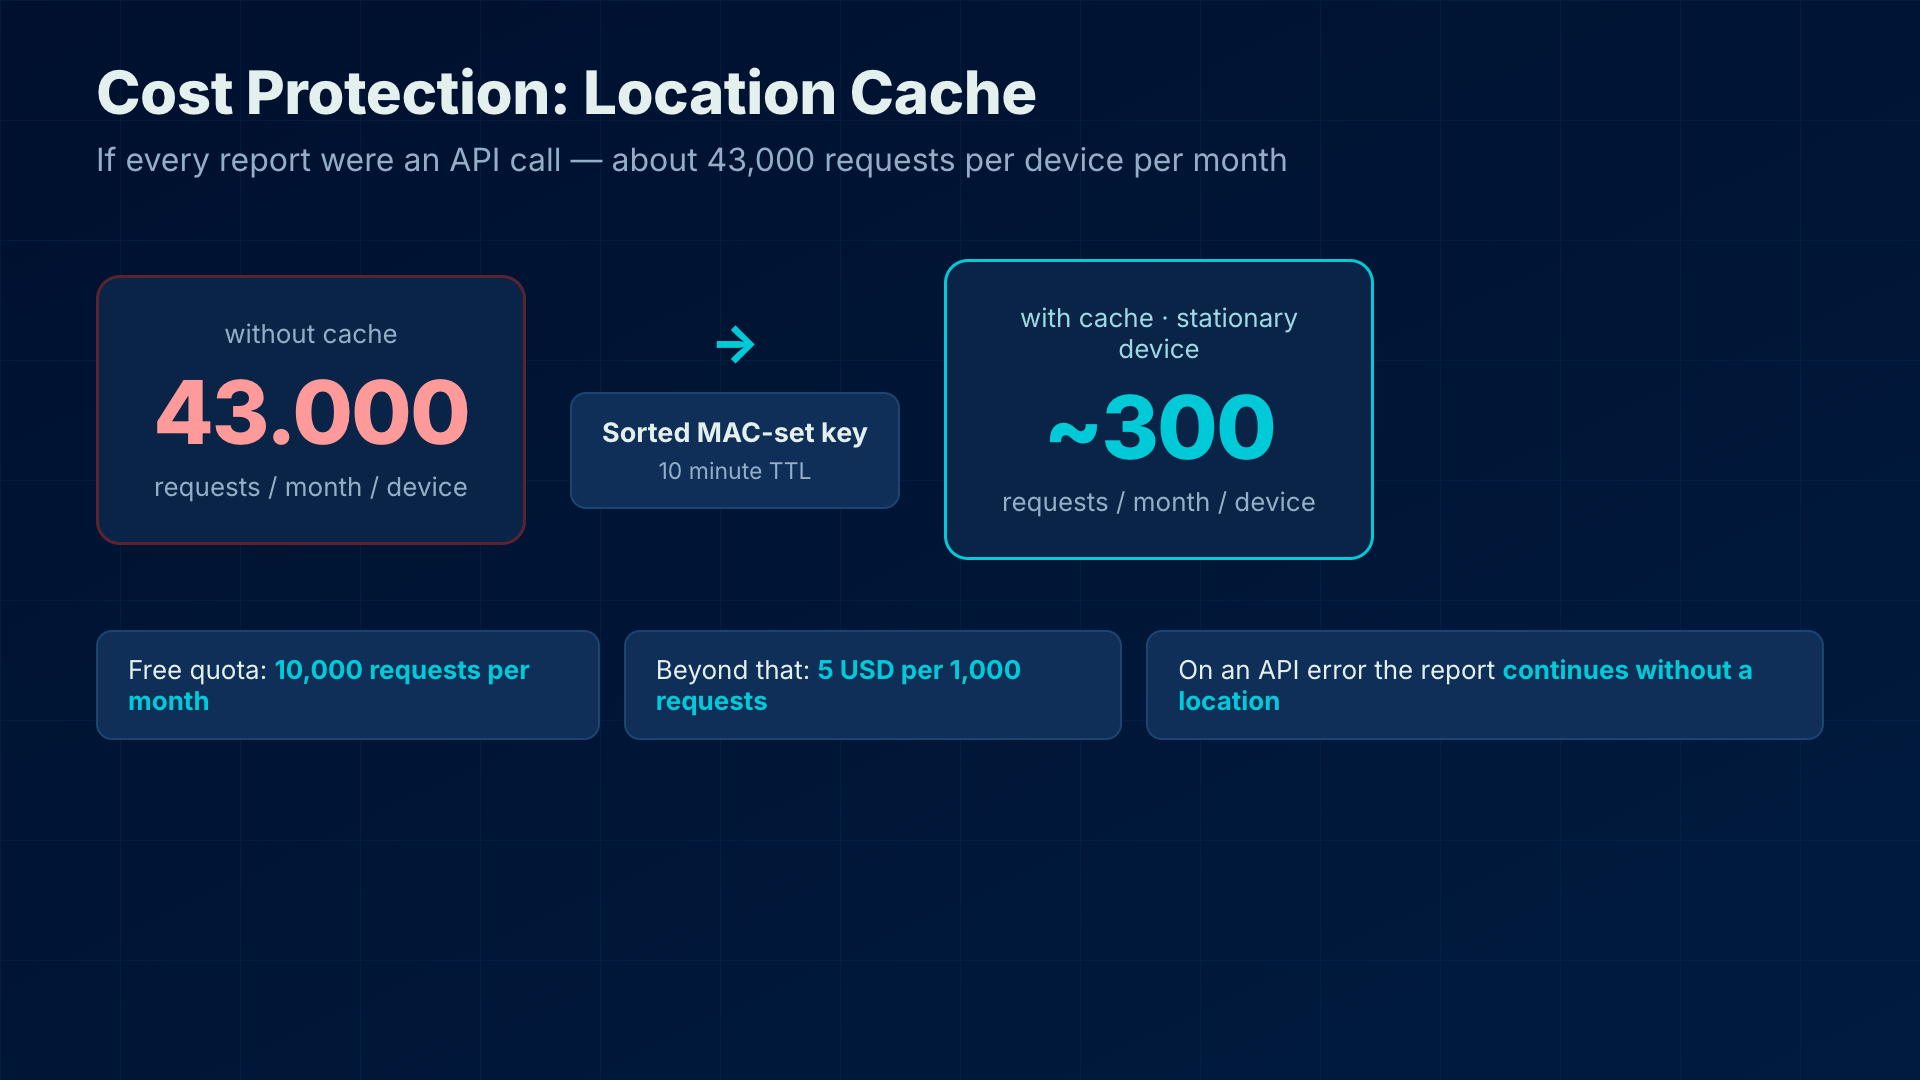 Cost Protection: Location Cache
If every report were an API call — about 43,000 requests per device per month
without cache
43.000
requests / month / device
→
Sorted MAC-set key
10 minute TTL
with cache · stationary
device
~300
requests / month / device
Free quota: 10,000 requests per
month
Beyond that: 5 USD per 1,000
requests
On an API error the report continues without a
location